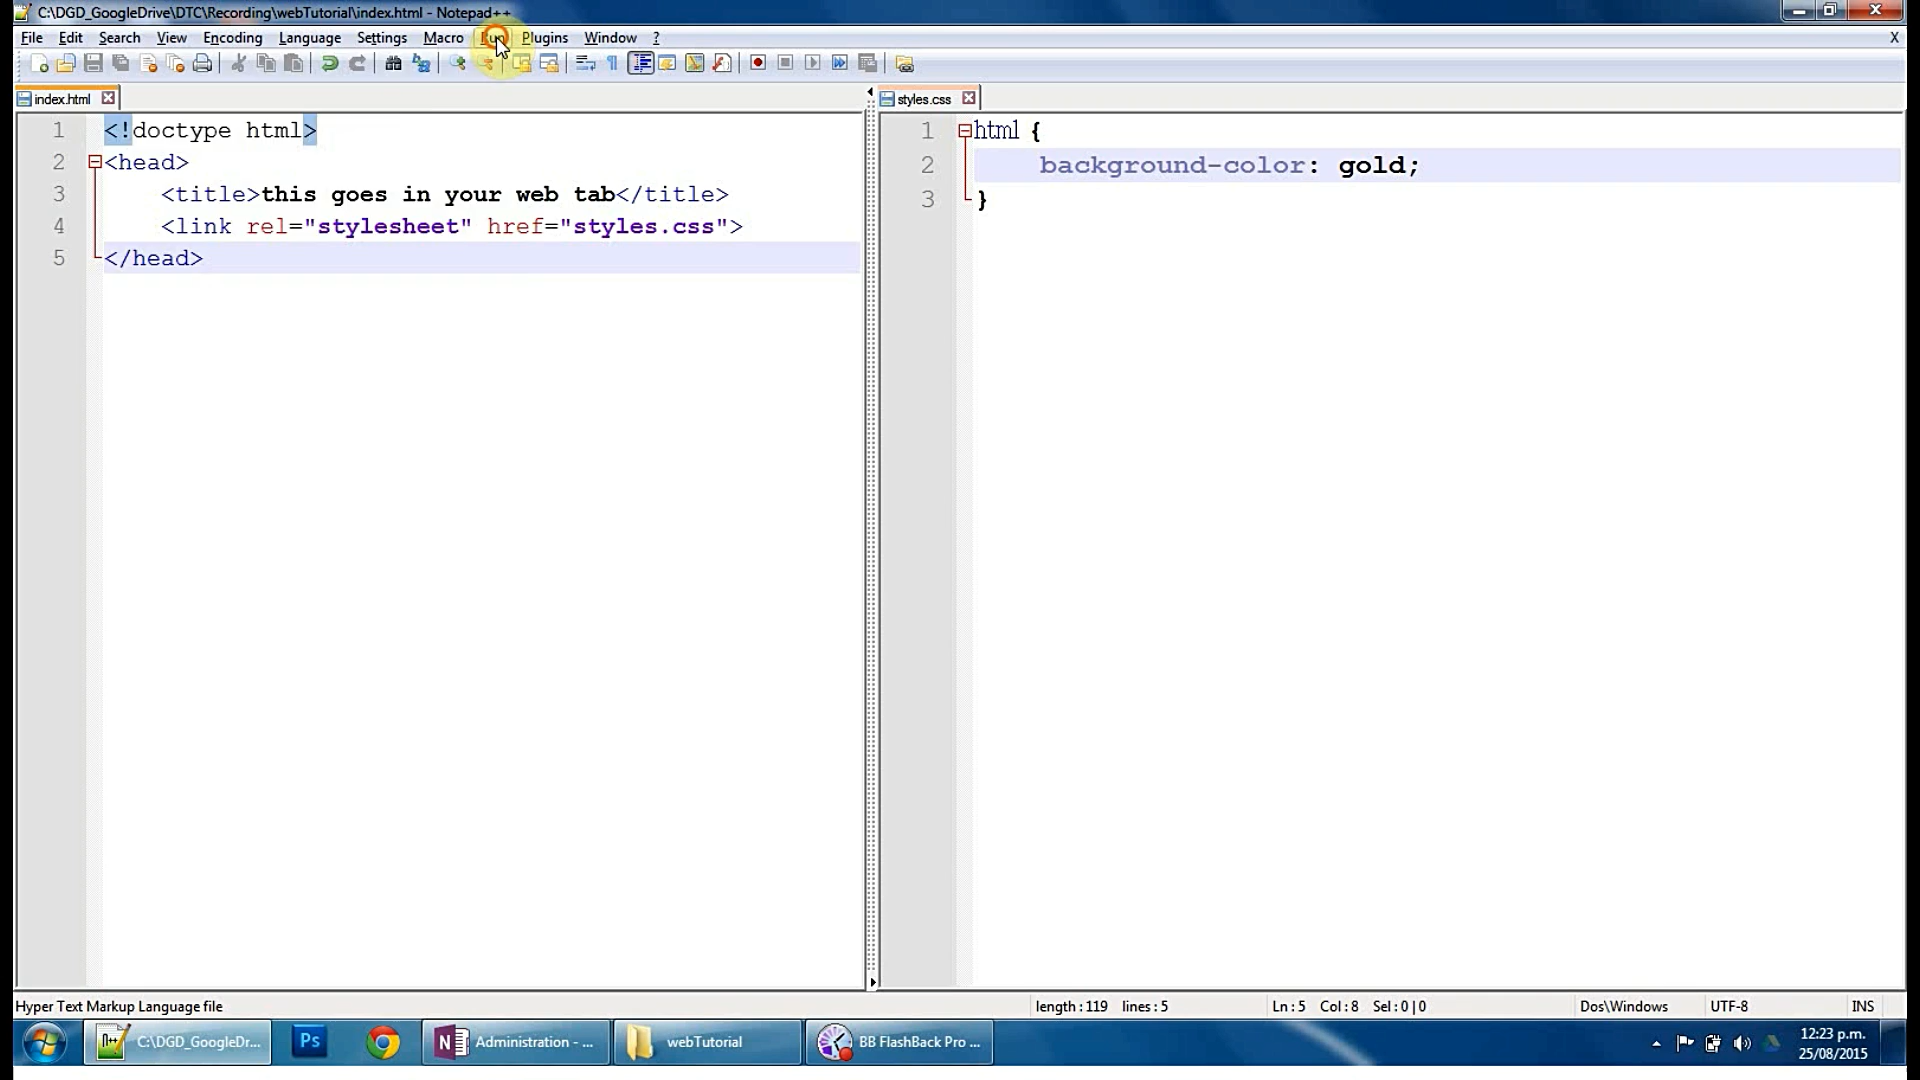 C:\DGD_GoogleDrive\DTC\Recording\webTutorial\index.html - Notepad++
File Edit Search View Encoding Language Settings Macro Run Plugins Window ? X
index.html
1 <!doctype html>
2 <head>
3 <title>this goes in your web tab</title>
4 <link rel="stylesheet" href="styles.css">
5 </head>
styles.css
1 html {
2 background-color: gold;
3 }
Hyper Text Markup Language file length : 119 lines : 5 Ln : 5 Col : 8 Sel : 0 | 0 Dos\Windows UTF-8 INS
C:\DGD_GoogleDr... Ps Administration - ... webTutorial BB FlashBack Pro ...
12:23 p.m.
25/08/2015